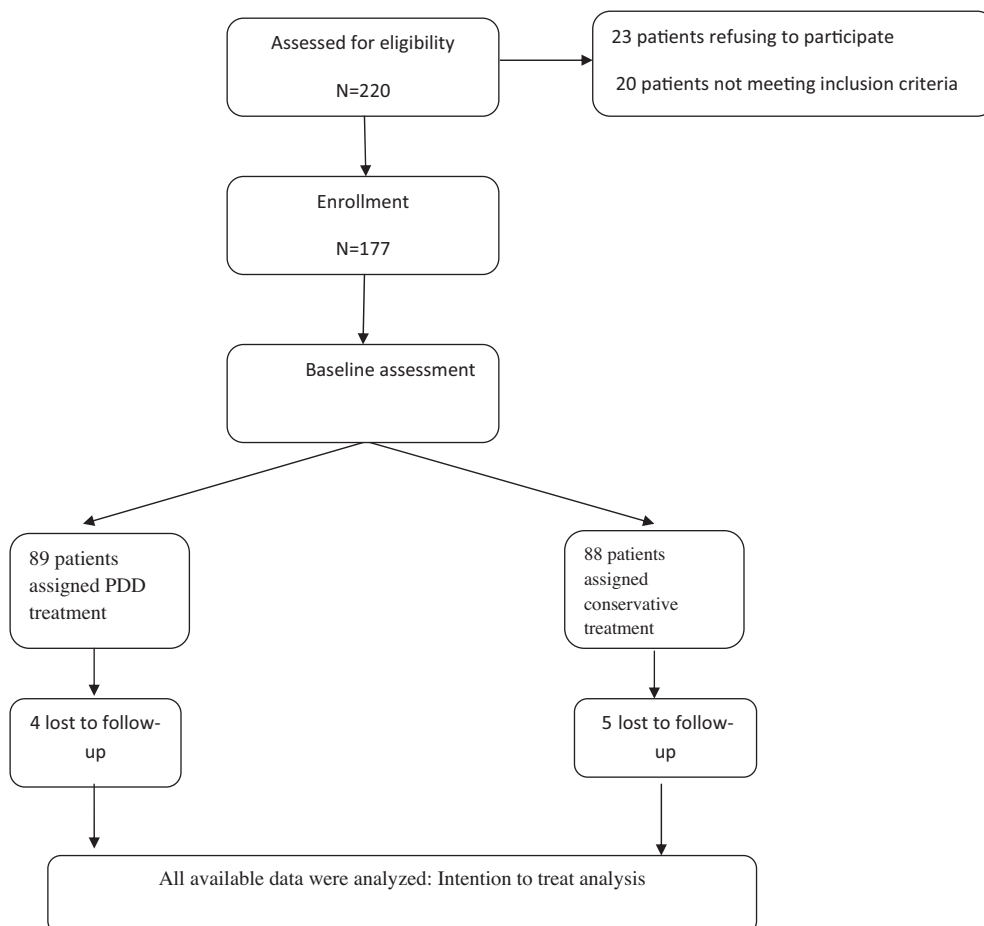 Assessed for eligibility
N=220
23 patients refusing to participate
20 patients not meeting inclusion criteria
Enrollment
N=177
Baseline assessment
89 patients
assigned PDD
treatment
88 patients
assigned
conservative
treatment
4 lost to follow-
up
5 lost to follow-
up
All available data were analyzed: Intention to treat analysis